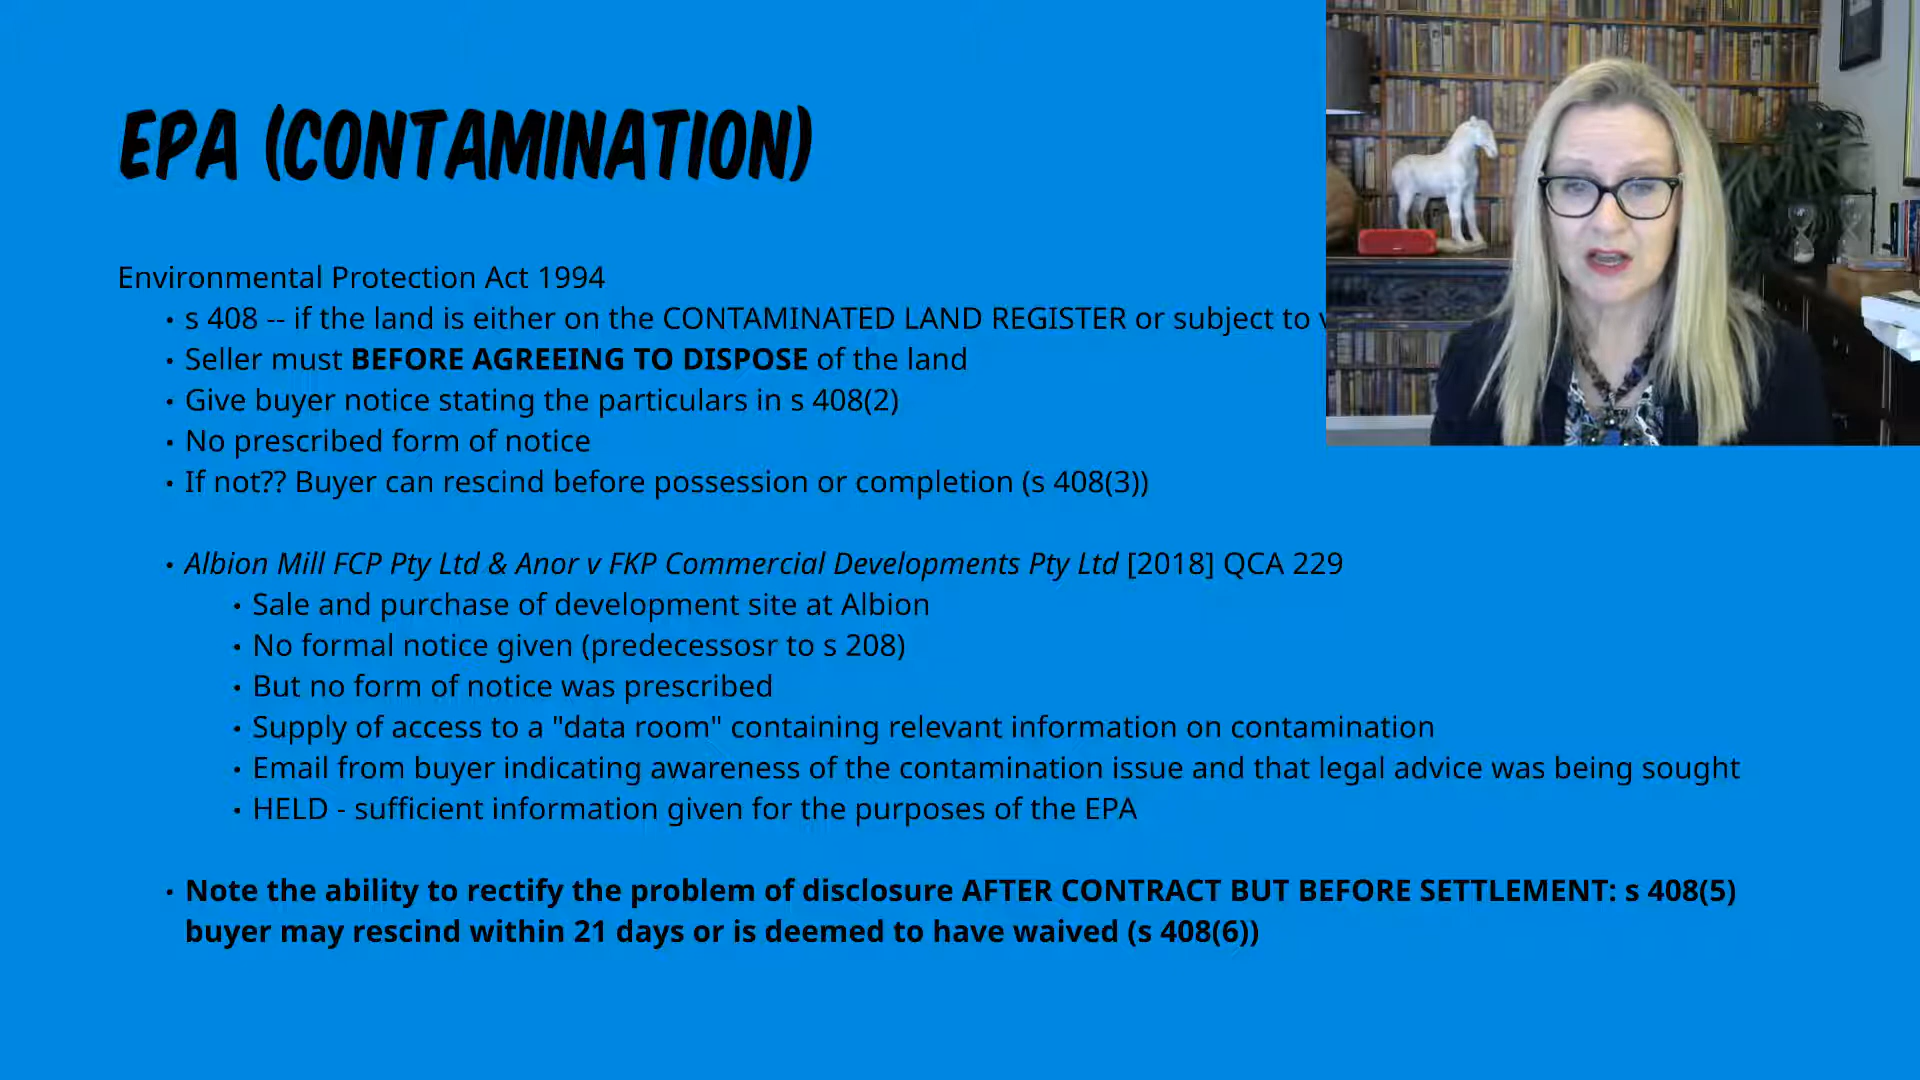 EPA (CONTAMINATION)
Environmental Protection Act 1994
• s 408 -- if the land is either on the CONTAMINATED LAND REGISTER or subject to
• Seller must BEFORE AGREEING TO DISPOSE of the land
• Give buyer notice stating the particulars in s 408(2)
• No prescribed form of notice
• If not?? Buyer can rescind before possession or completion (s 408(3))
• Albion Mill FCP Pty Ltd & Anor v FKP Commercial Developments Pty Ltd [2018] QCA 229
• Sale and purchase of development site at Albion
• No formal notice given (predecessosr to s 208)
• But no form of notice was prescribed
• Supply of access to a "data room" containing relevant information on contamination
• Email from buyer indicating awareness of the contamination issue and that legal advice was being sought
• HELD - sufficient information given for the purposes of the EPA
• Note the ability to rectify the problem of disclosure AFTER CONTRACT BUT BEFORE SETTLEMENT: s 408(5)
buyer may rescind within 21 days or is deemed to have waived (s 408(6))